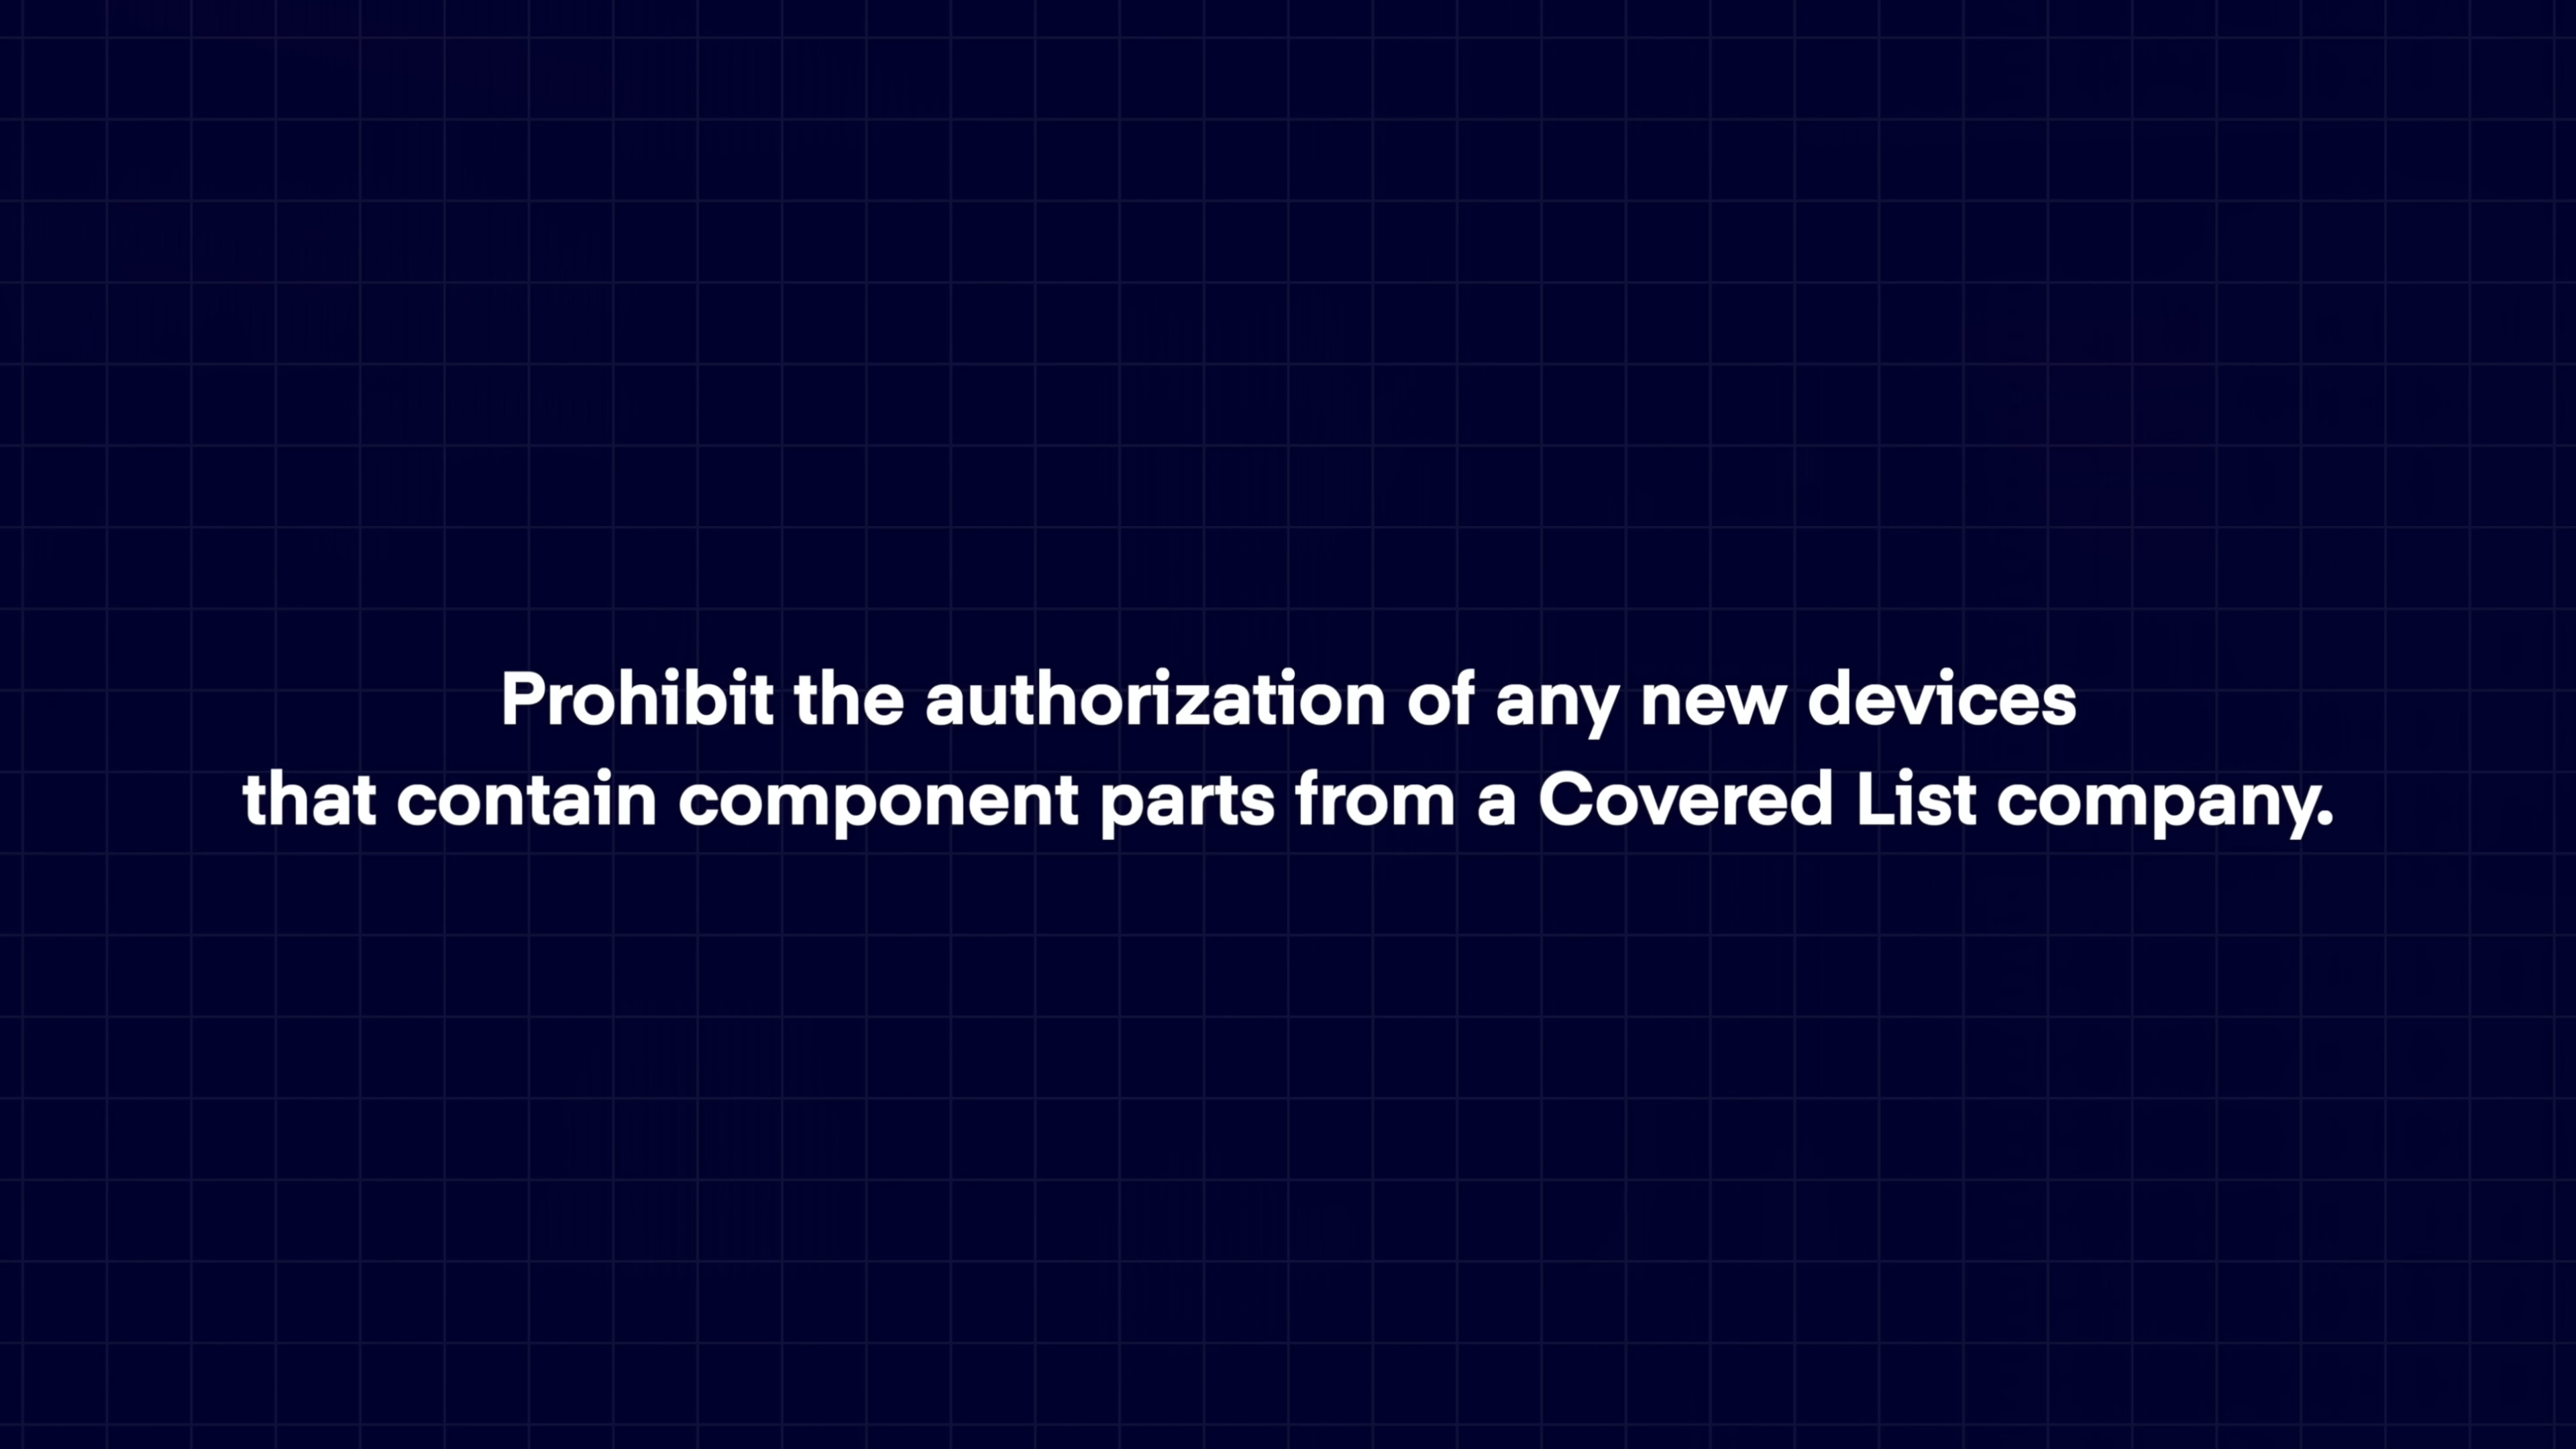 Prohibit the authorization of any new devices
that contain component parts from a Covered List company.